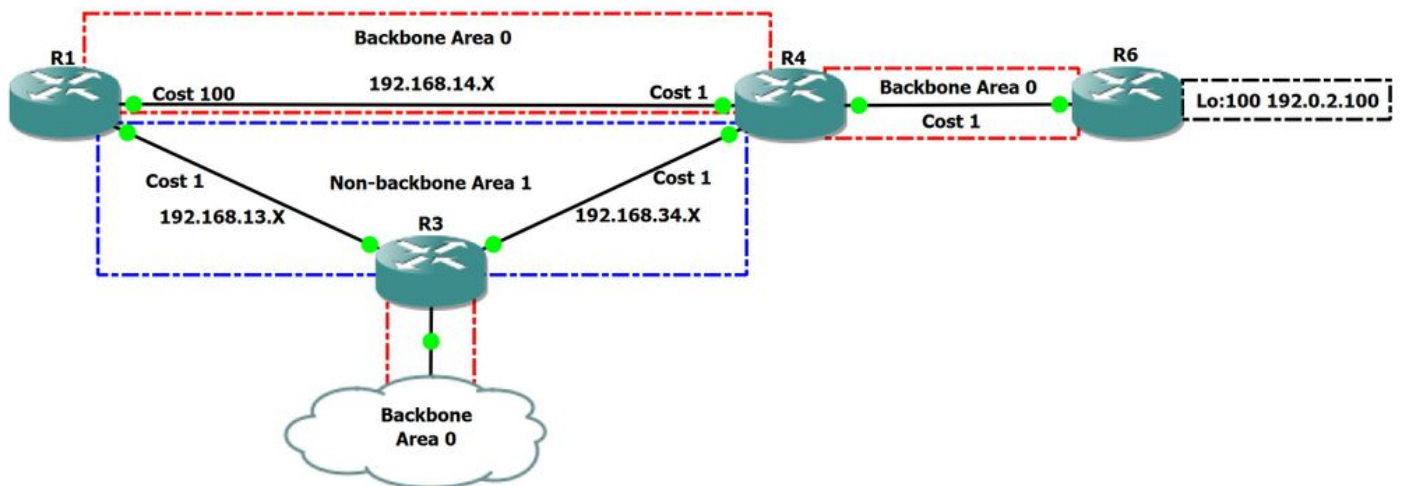 Backbone Area 0
R1
R4
R6
192.168.14.X
Cost 100
Cost 1
Backbone Area 0
Cost 1
Lo:100 192.0.2.100
Cost 1
Non-backbone Area 1
Cost 1
192.168.13.X
R3
192.168.34.X
Backbone
Area 0